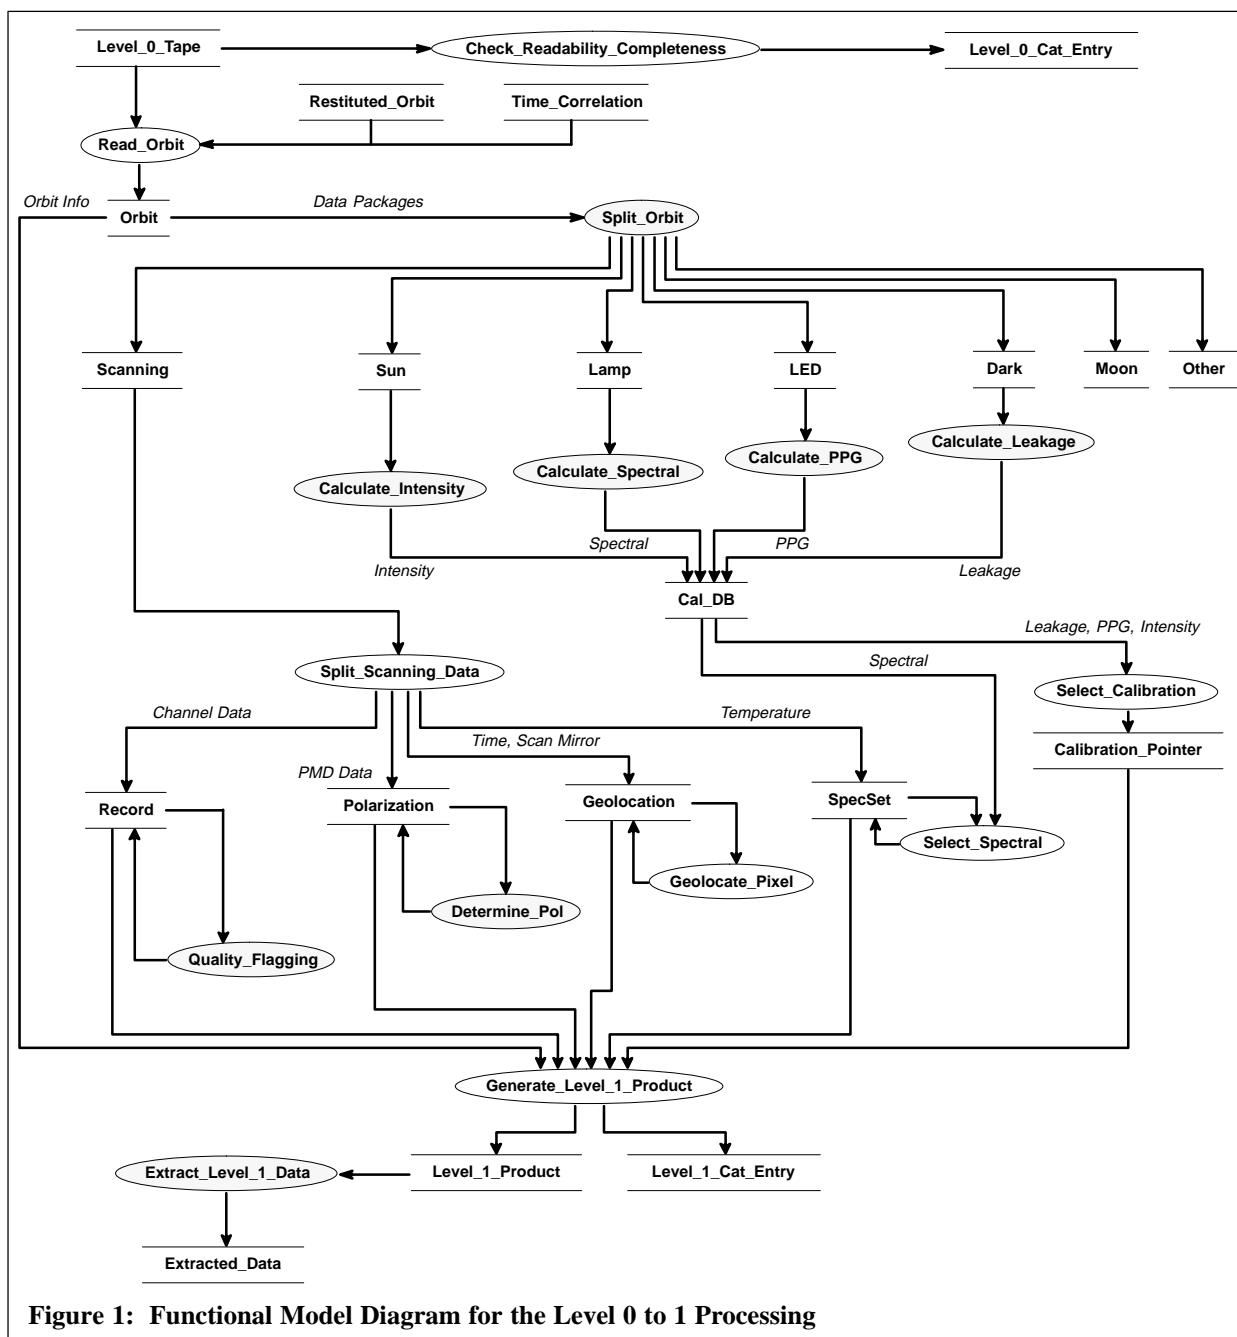 Level_0_Tape
Check_Readability_Completeness
Level_0_Cat_Entry
Restituted_Orbit
Time_Correlation
Read_Orbit
Orbit Info
Data Packages
Orbit
Split_Orbit
Scanning
Sun
Lamp
LED
Dark
Moon
Other
Calculate_Intensity
Calculate_Spectral
Calculate_PPG
Calculate_Leakage
Intensity
Spectral
PPG
Leakage
Cal_DB
Leakage, PPG, Intensity
Spectral
Split_Scanning_Data
Select_Calibration
Channel Data
PMD Data
Time, Scan Mirror
Temperature
Calibration_Pointer
Record
Polarization
Geolocation
SpecSet
Select_Spectral
Geolocate_Pixel
Determine_Pol
Quality_Flagging
Generate_Level_1_Product
Extract_Level_1_Data
Level_1_Product
Level_1_Cat_Entry
Extracted_Data
Figure 1: Functional Model Diagram for the Level 0 to 1 Processing